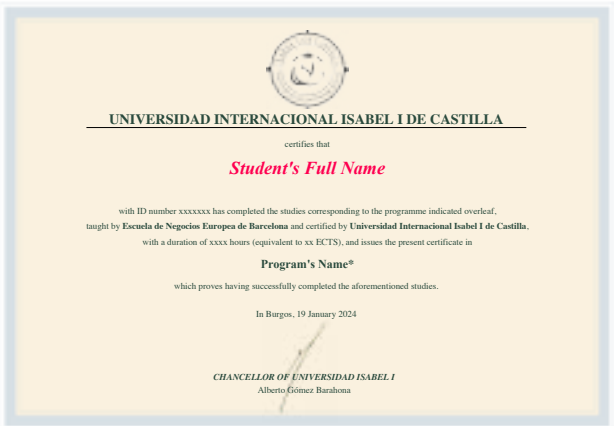 UNIVERSIDAD INTERNACIONAL ISABEL I DE CASTILLA
certifies that
Student's Full Name
with ID number xxxxxxx has completed the studies corresponding to the programme indicated overleaf,
taught by Escuela de Negocios Europea de Barcelona and certified by Universidad Internacional Isabel I de Castilla,
with a duration of xxxx hours (equivalent to xx ECTS), and issues the present certificate in
Program's Name*
which proves having successfully completed the aforementioned studies.
In Burgos, 19 January 2024
CHANCELLOR OF UNIVERSIDAD ISABEL I
Alberto Gómez Barahona